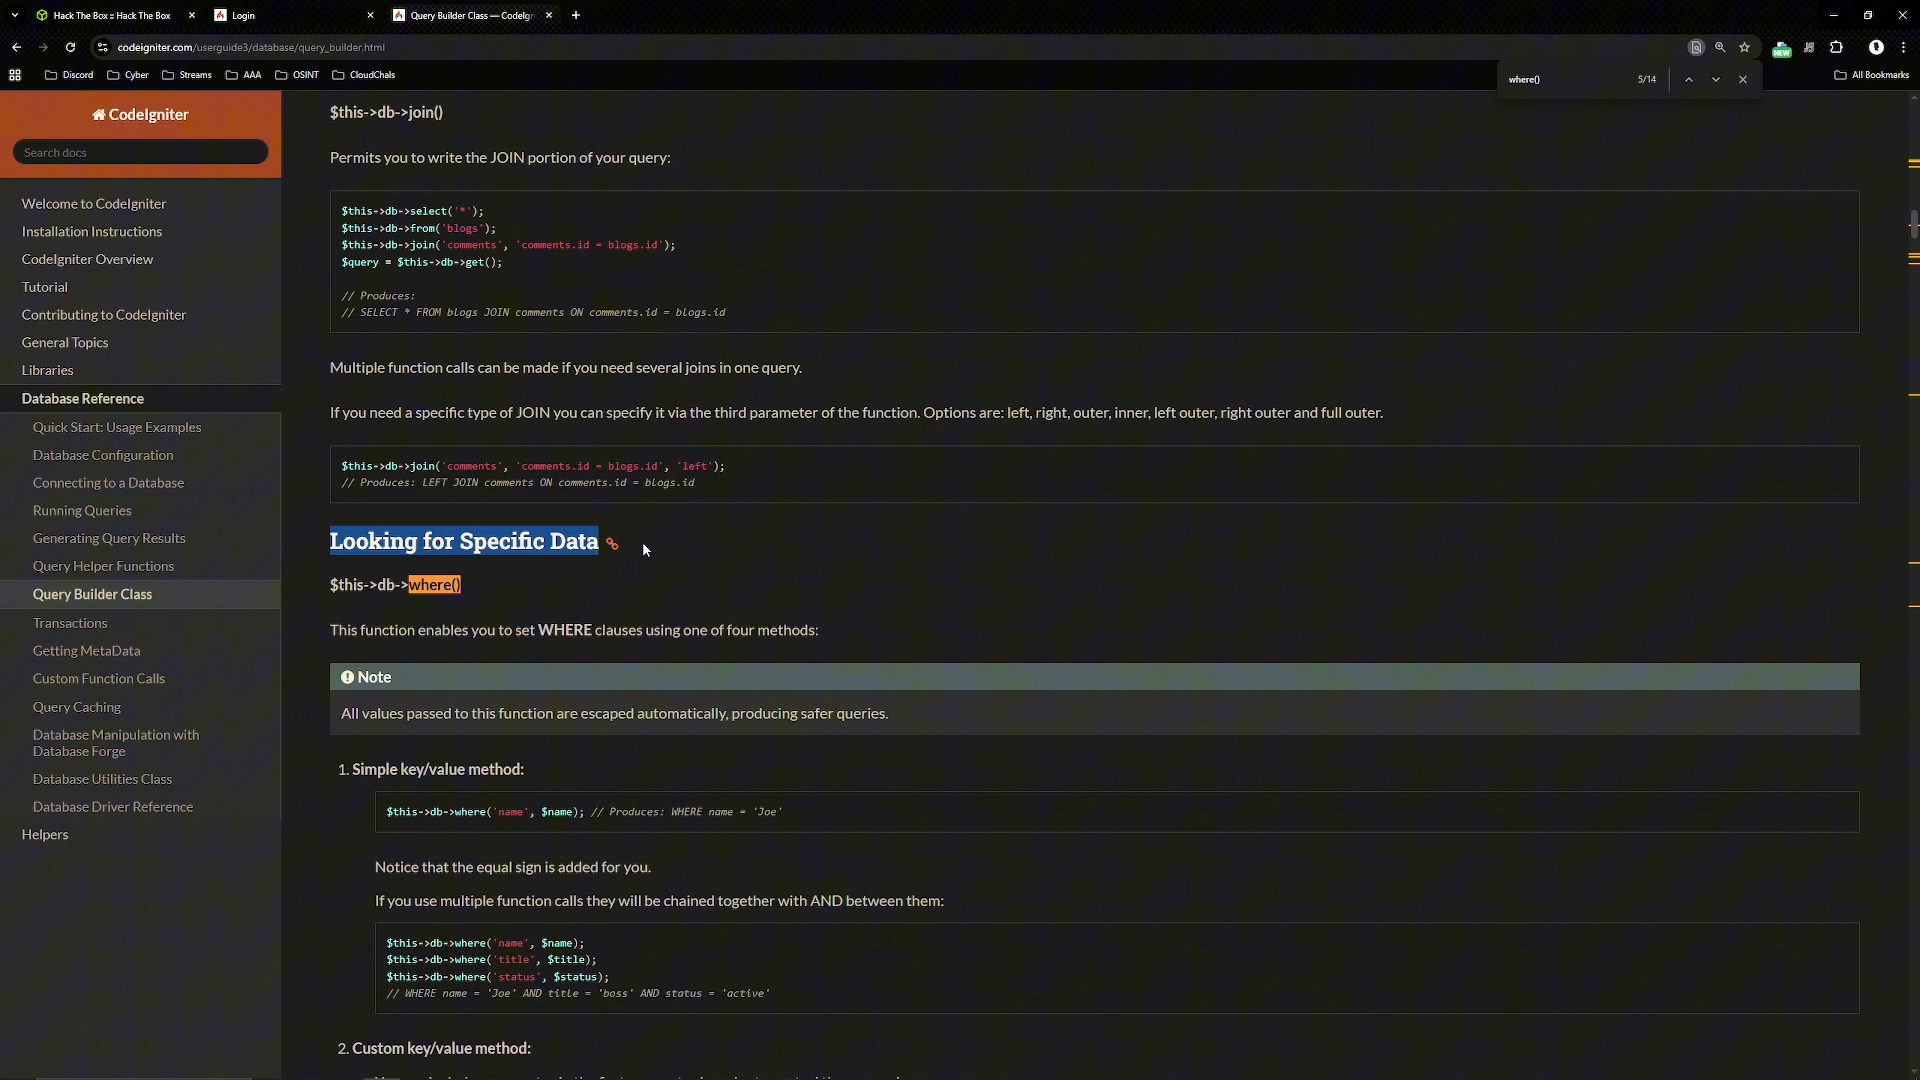 Hack The Box :: Hack The Box
Login
Query Builder Class — CodeIgn
codeigniter.com/userguide3/database/query_builder.html
NEW
Discord
Cyber
Streams
AAA
OSINT
CloudChals
All Bookmarks
where()
5/14
CodeIgniter
Search docs
Welcome to CodeIgniter
Installation Instructions
CodeIgniter Overview
Tutorial
Contributing to CodeIgniter
General Topics
Libraries
Database Reference
Quick Start: Usage Examples
Database Configuration
Connecting to a Database
Running Queries
Generating Query Results
Query Helper Functions
Query Builder Class
Transactions
Getting MetaData
Custom Function Calls
Query Caching
Database Manipulation with
Database Forge
Database Utilities Class
Database Driver Reference
Helpers
$this->db->join()
Permits you to write the JOIN portion of your query:
$this->db->select('*');
$this->db->from('blogs');
$this->db->join('comments', 'comments.id = blogs.id');
$query = $this->db->get();
// Produces:
// SELECT * FROM blogs JOIN comments ON comments.id = blogs.id
Multiple function calls can be made if you need several joins in one query.
If you need a specific type of JOIN you can specify it via the third parameter of the function. Options are: left, right, outer, inner, left outer, right outer and full outer.
$this->db->join('comments', 'comments.id = blogs.id', 'left');
// Produces: LEFT JOIN comments ON comments.id = blogs.id
Looking for Specific Data
$this->db->where()
This function enables you to set WHERE clauses using one of four methods:
Note
All values passed to this function are escaped automatically, producing safer queries.
1. Simple key/value method:
$this->db->where('name', $name); // Produces: WHERE name = 'Joe'
Notice that the equal sign is added for you.
If you use multiple function calls they will be chained together with AND between them:
$this->db->where('name', $name);
$this->db->where('title', $title);
$this->db->where('status', $status);
// WHERE name = 'Joe' AND title = 'boss' AND status = 'active'
2. Custom key/value method: